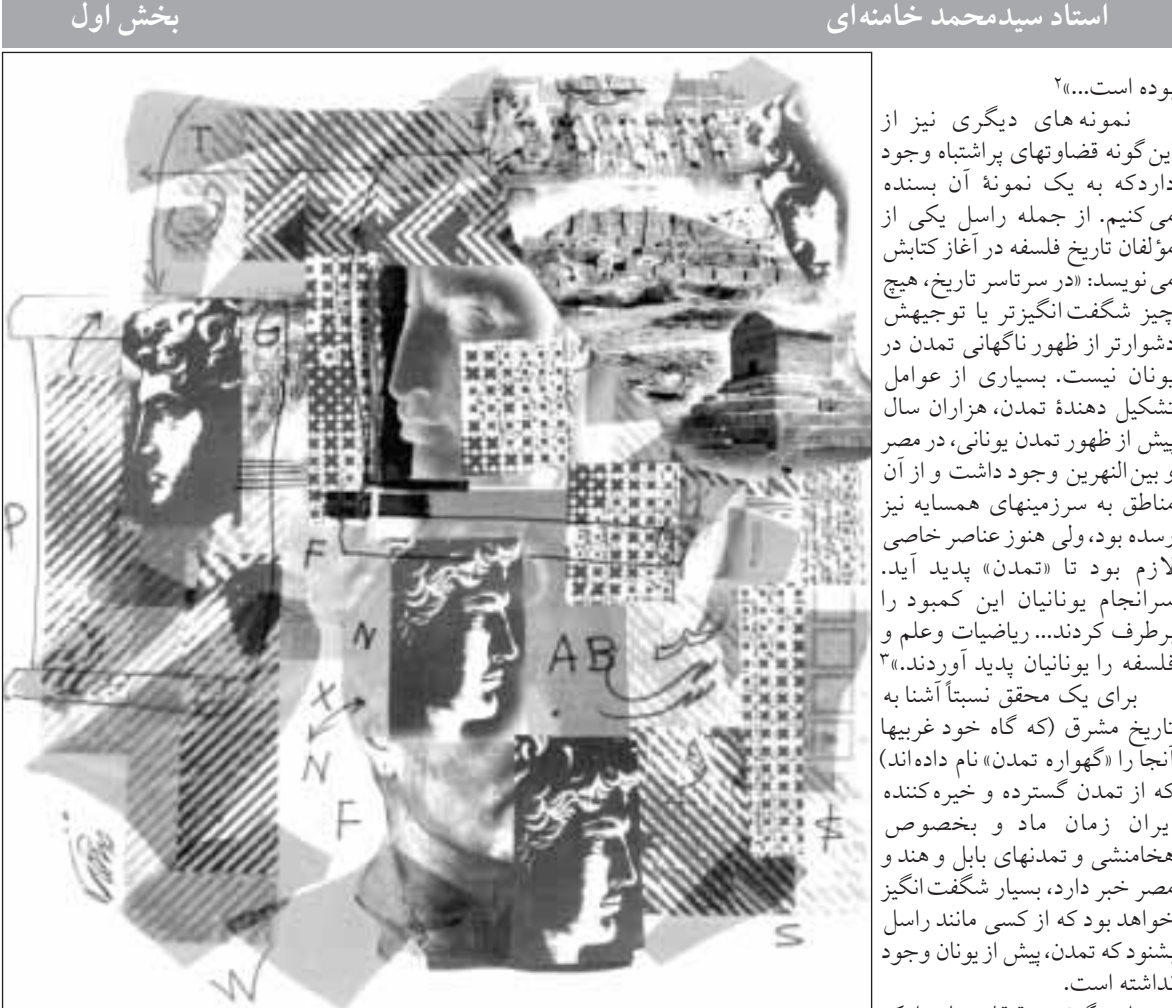 استاد سیدمحمد خامنه‌ای
بخش اول
بوده است...»۲
نمونه‌های دیگری نیز از
این‌گونه قضاوتهای پراشتباه وجود
داردکه به یک نمونهٔ آن بسنده
می‌کنیم. از جمله راسل یکی از
مؤلفان تاریخ فلسفه در آغاز کتابش
می‌نویسد: «در سرتاسر تاریخ، هیچ
چیز شگفت‌انگیزتر یا توجیهش
دشوارتر از ظهور ناگهانی تمدن در
یونان نیست. بسیاری از عوامل
تشکیل دهندهٔ تمدن، هزاران سال
پیش از ظهور تمدن یونانی، در مصر
و بین‌النهرین وجود داشت و از آن
مناطق به سرزمینهای همسایه نیز
رسده بود، ولی هنوز عناصر خاصی
لازم بود تا «تمدن» پدید آید.
سرانجام یونانیان این کمبود را
برطرف کردند... ریاضیات وعلم و
فلسفه را یونانیان پدید آوردند.»۳
برای یک محقق نسبتاً آشنا به
تاریخ مشرق (که گاه خود غربیها
آنجا را «گهواره تمدن» نام داده‌اند)
که از تمدن گسترده و خیره‌کننده
ایران زمان ماد و بخصوص
هخامنشی و تمدنهای بابل و هند و
مصر خبر دارد، بسیار شگفت‌انگیز
خواهد بود که از کسی مانند راسل
بشنود که تمدن، پیش از یونان وجود
نداشته است.
T
G
P
F
N
AB
X
N
F
$
S
W